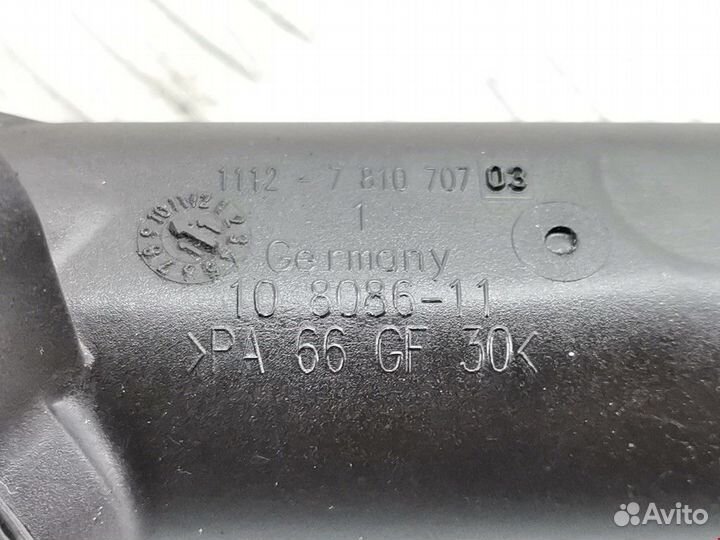 1112 - 7 810 707 03
1
Germany
10 8086-11
>PA 66 GF 30<
Avito